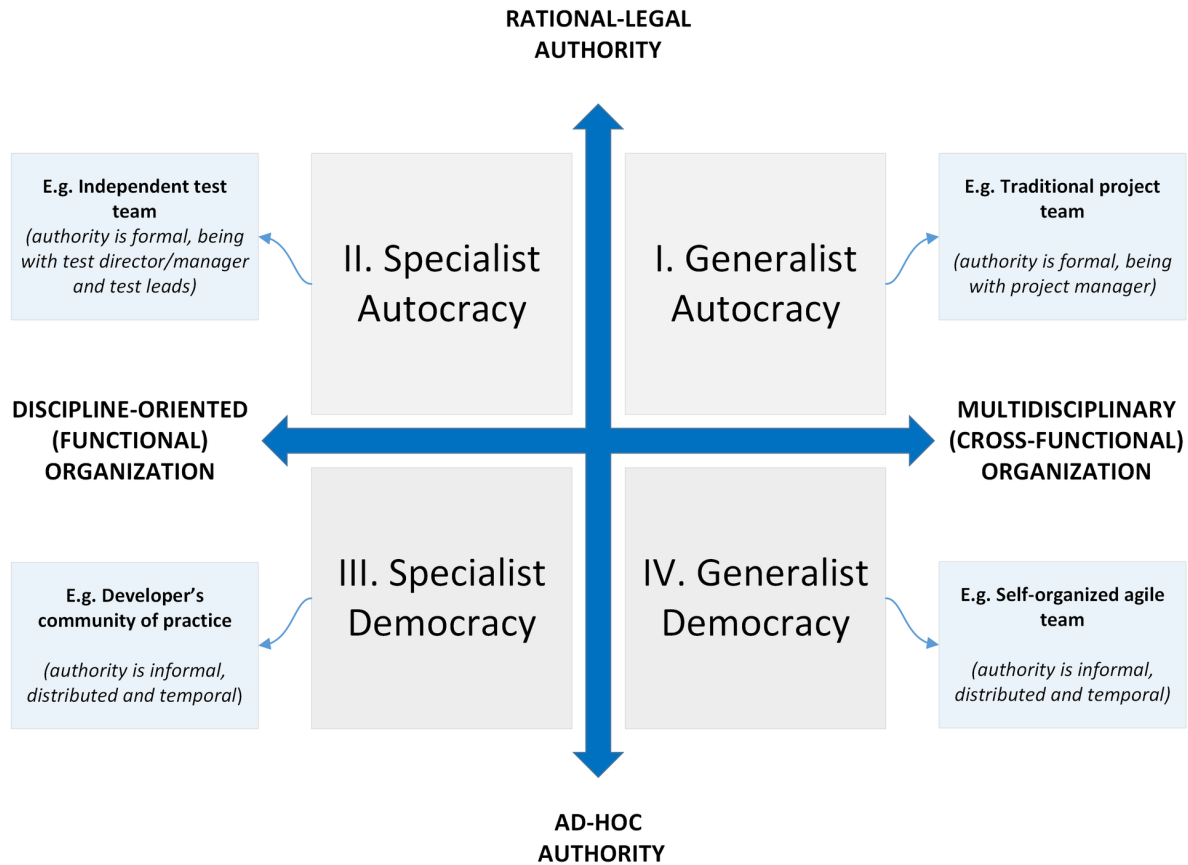 RATIONAL-LEGAL
AUTHORITY
E.g. Independent test
team
(authority is formal, being
with test director/manager
and test leads)
II. Specialist
Autocracy
I. Generalist
Autocracy
E.g. Traditional project
team
(authority is formal, being
with project manager)
DISCIPLINE-ORIENTED
(FUNCTIONAL)
ORGANIZATION
MULTIDISCIPLINARY
(CROSS-FUNCTIONAL)
ORGANIZATION
E.g. Developer’s
community of practice
(authority is informal,
distributed and temporal)
III. Specialist
Democracy
IV. Generalist
Democracy
E.g. Self-organized agile
team
(authority is informal,
distributed and temporal)
AD-HOC
AUTHORITY